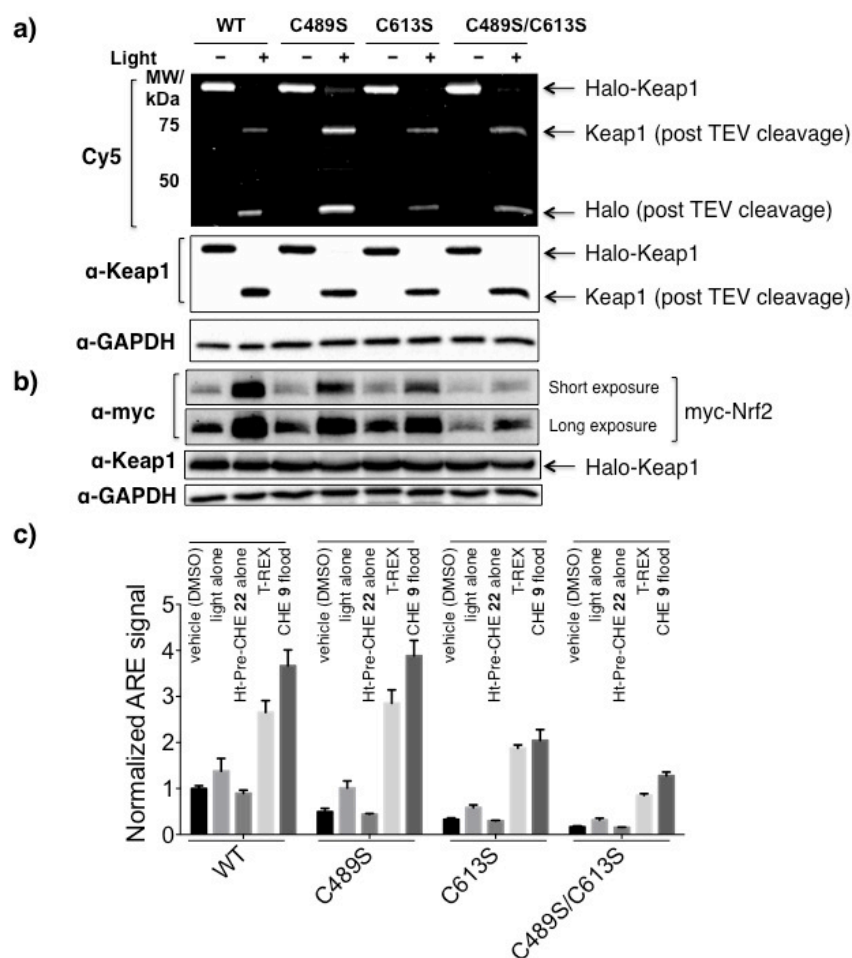 a)
WT C489S C613S C489S/C613S
Light − + − + − + − +
MW/
kDa
75
50
Cy5
Halo-Keap1
Keap1 (post TEV cleavage)
Halo (post TEV cleavage)
α-Keap1
Halo-Keap1
Keap1 (post TEV cleavage)
α-GAPDH
b)
α-myc
Short exposure
Long exposure
myc-Nrf2
α-Keap1
Halo-Keap1
α-GAPDH
c)
Normalized ARE signal
5
4
3
2
1
0
vehicle (DMSO)
light alone
Ht-Pre-CHE 22 alone
T-REX
CHE 9 flood
vehicle (DMSO)
light alone
Ht-Pre-CHE 22 alone
T-REX
CHE 9 flood
vehicle (DMSO)
light alone
Ht-Pre-CHE 22 alone
T-REX
CHE 9 flood
vehicle (DMSO)
light alone
Ht-Pre-CHE 22 alone
T-REX
CHE 9 flood
WT
C489S
C613S
C489S/C613S